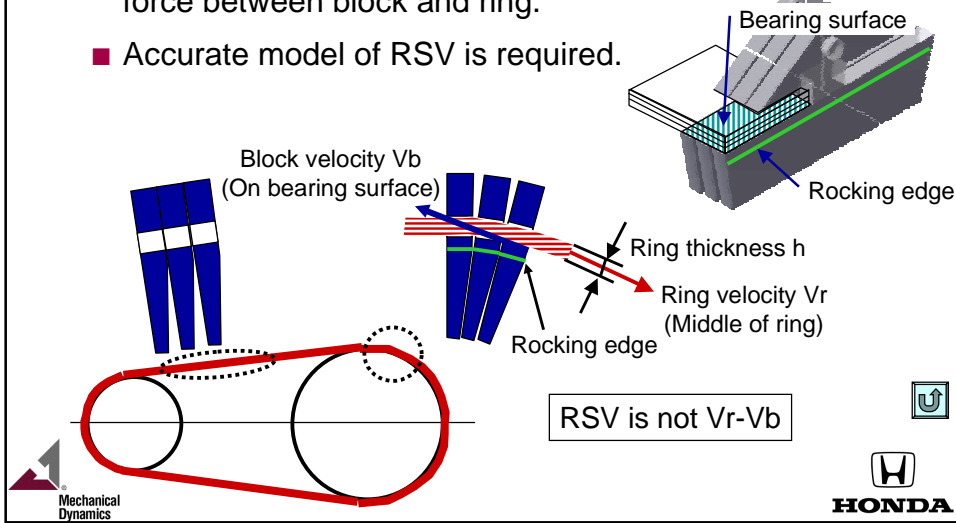 force between block and ring.
■ Accurate model of RSV is required.
Bearing surface
Rocking edge
Block velocity Vb
(On bearing surface)
Ring thickness h
Ring velocity Vr
(Middle of ring)
Rocking edge
RSV is not Vr-Vb
Mechanical
Dynamics
HONDA